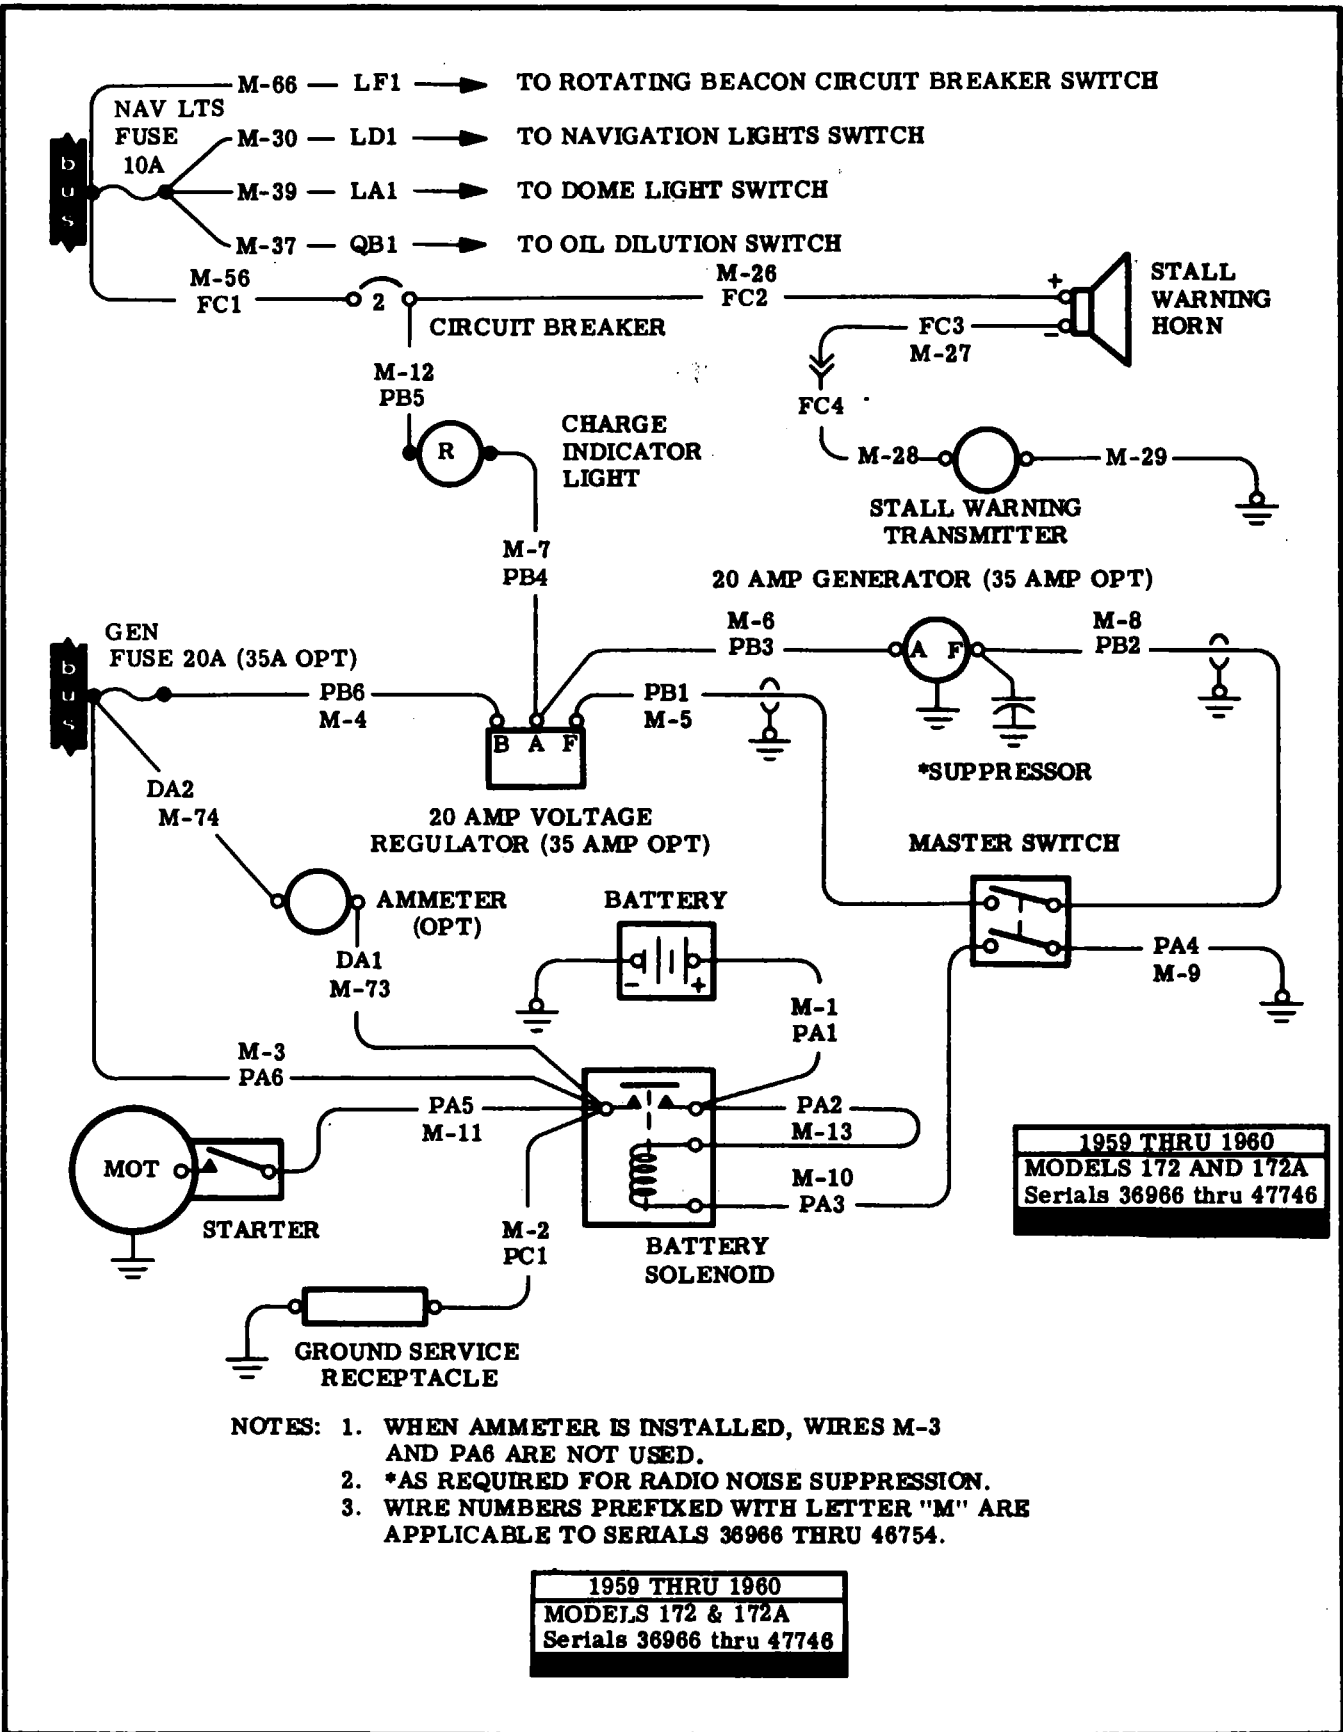 M-66 — LF1 TO ROTATING BEACON CIRCUIT BREAKER SWITCH
NAV LTS
FUSE
10A
M-30 — LD1 TO NAVIGATION LIGHTS SWITCH
bus
M-39 — LA1 TO DOME LIGHT SWITCH
M-37 — QB1 TO OIL DILUTION SWITCH
M-56
FC1
2
CIRCUIT BREAKER
M-26
FC2
+
−
STALL
WARNING
HORN
FC3
M-27
M-12
PB5
FC4
R
CHARGE
INDICATOR
LIGHT
M-28
M-29
STALL WARNING
TRANSMITTER
M-7
PB4
20 AMP GENERATOR (35 AMP OPT)
GEN
FUSE 20A (35A OPT)
M-6
PB3
A F
M-8
PB2
bus
PB6
M-4
PB1
M-5
B A F
*SUPPRESSOR
DA2
M-74
20 AMP VOLTAGE
REGULATOR (35 AMP OPT)
MASTER SWITCH
AMMETER
(OPT)
BATTERY
− +
DA1
M-73
PA4
M-9
M-1
PA1
M-3
PA6
PA5
M-11
PA2
M-13
MOT
M-10
PA3
STARTER
M-2
PC1
BATTERY
SOLENOID
1959 THRU 1960
MODELS 172 AND 172A
Serials 36966 thru 47746
GROUND SERVICE
RECEPTACLE
NOTES: 1. WHEN AMMETER IS INSTALLED, WIRES M-3
AND PA6 ARE NOT USED.
2. *AS REQUIRED FOR RADIO NOISE SUPPRESSION.
3. WIRE NUMBERS PREFIXED WITH LETTER "M" ARE
APPLICABLE TO SERIALS 36966 THRU 46754.
1959 THRU 1960
MODELS 172 & 172A
Serials 36966 thru 47746